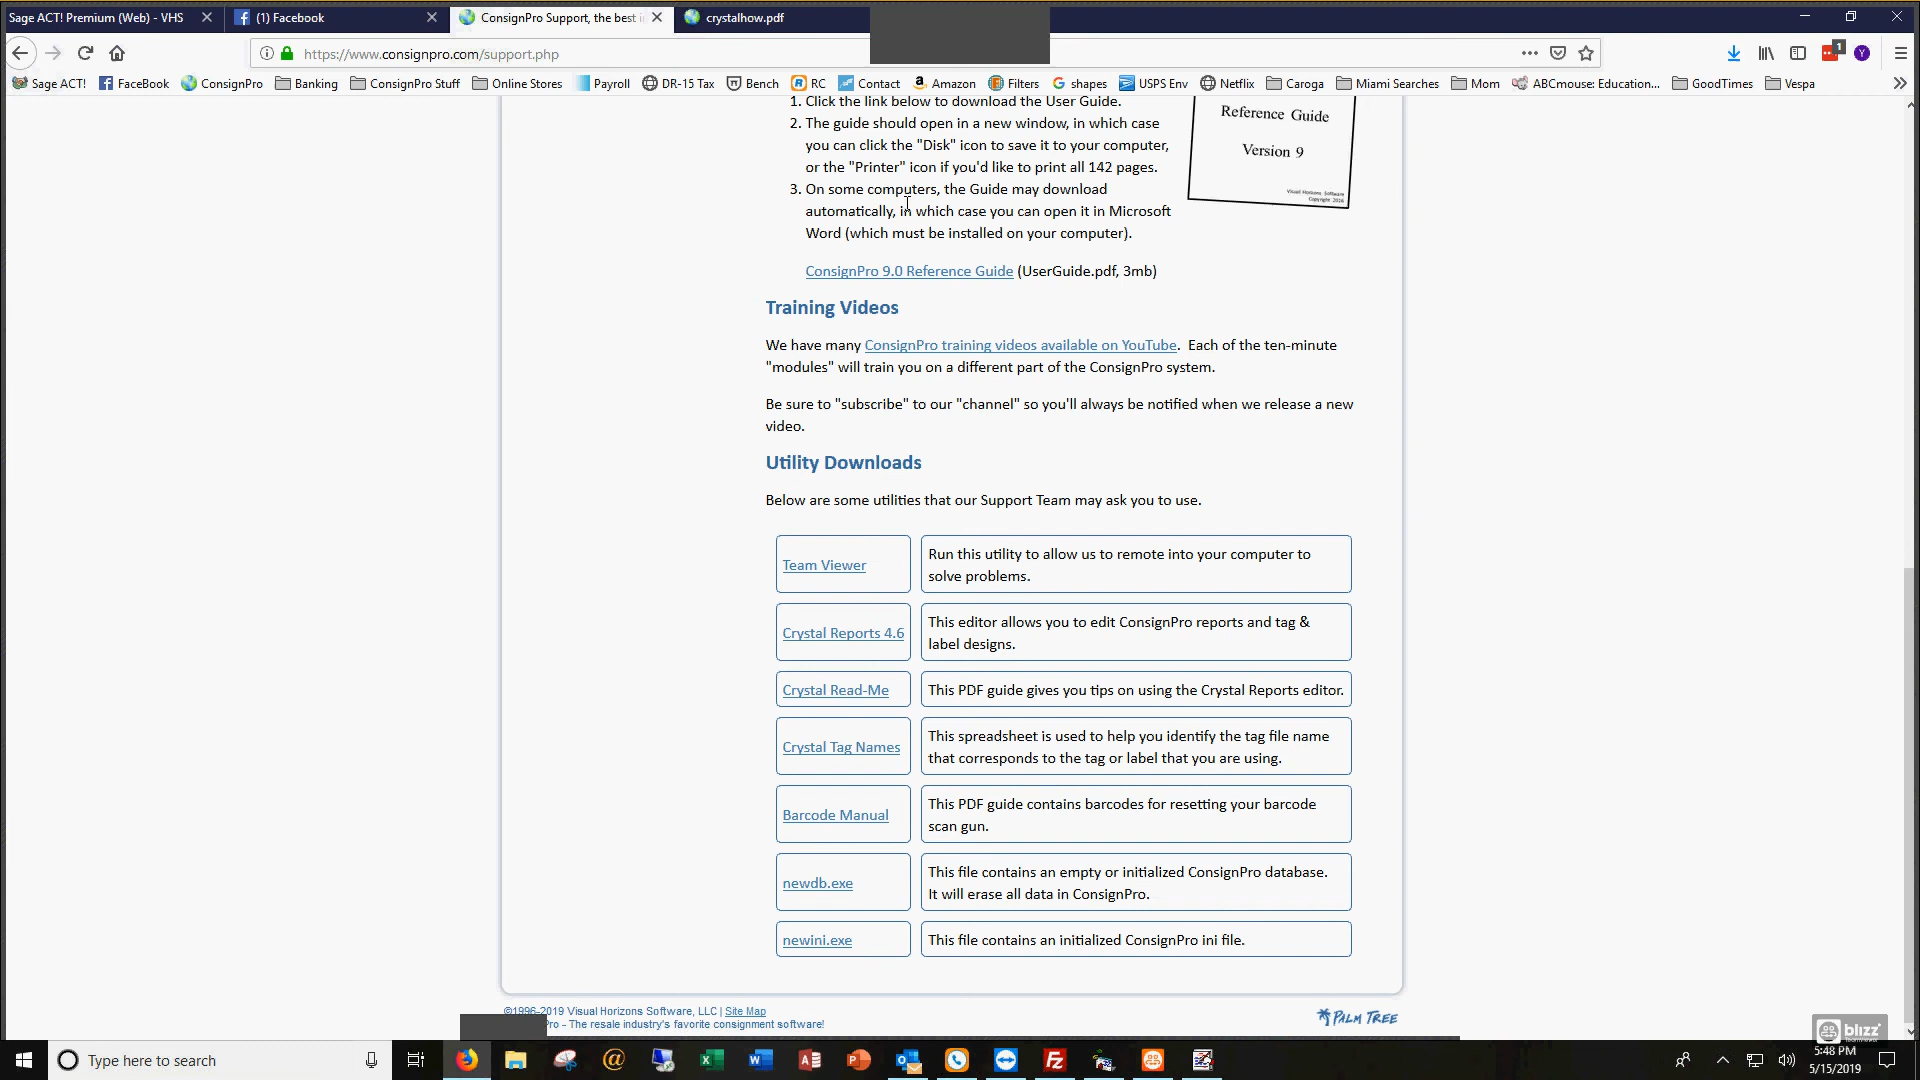 Sage ACT! Premium (Web) - VHS
(1) Facebook
ConsignPro Support, the best i
crystalhow.pdf
https://www.consignpro.com/support.php
1
Y
Sage ACT!
FaceBook
ConsignPro
Banking
ConsignPro Stuff
Online Stores
Payroll
DR-15 Tax
Bench
RC
Contact
Amazon
Filters
shapes
USPS Env
Netflix
Caroga
Miami Searches
Mom
ABCmouse: Education...
GoodTimes
Vespa
1. Click the link below to download the User Guide.
2. The guide should open in a new window, in which case
you can click the "Disk" icon to save it to your computer,
or the "Printer" icon if you'd like to print all 142 pages.
3. On some computers, the Guide may download
automatically, in which case you can open it in Microsoft
Word (which must be installed on your computer).
Reference Guide
Version 9
Visual Horizons Software
Copyright 2016
ConsignPro 9.0 Reference Guide (UserGuide.pdf, 3mb)
Training Videos
We have many ConsignPro training videos available on YouTube. Each of the ten-minute
"modules" will train you on a different part of the ConsignPro system.
Be sure to "subscribe" to our "channel" so you'll always be notified when we release a new
video.
Utility Downloads
Below are some utilities that our Support Team may ask you to use.
Team Viewer
Run this utility to allow us to remote into your computer to
solve problems.
Crystal Reports 4.6
This editor allows you to edit ConsignPro reports and tag &
label designs.
Crystal Read-Me
This PDF guide gives you tips on using the Crystal Reports editor.
Crystal Tag Names
This spreadsheet is used to help you identify the tag file name
that corresponds to the tag or label that you are using.
Barcode Manual
This PDF guide contains barcodes for resetting your barcode
scan gun.
newdb.exe
This file contains an empty or initialized ConsignPro database.
It will erase all data in ConsignPro.
newini.exe
This file contains an initialized ConsignPro ini file.
©1996-2019 Visual Horizons Software, LLC | Site Map
Pro - The resale industry's favorite consignment software!
PALM TREE
blizz
Type here to search
5:48 PM
5/15/2019